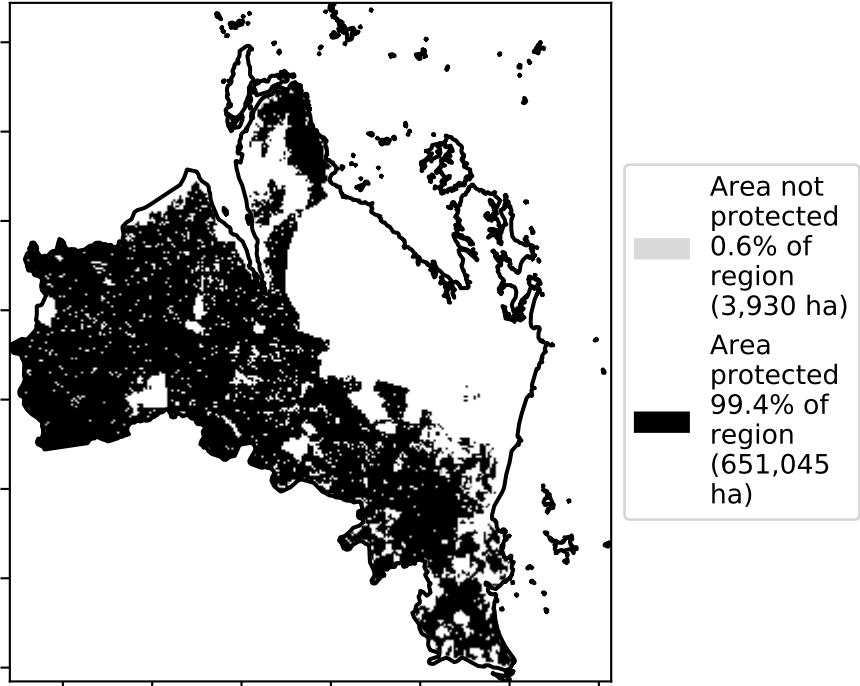 Area not
protected
0.6% of
region
(3,930 ha)
Area
protected
99.4% of
region
(651,045
ha)